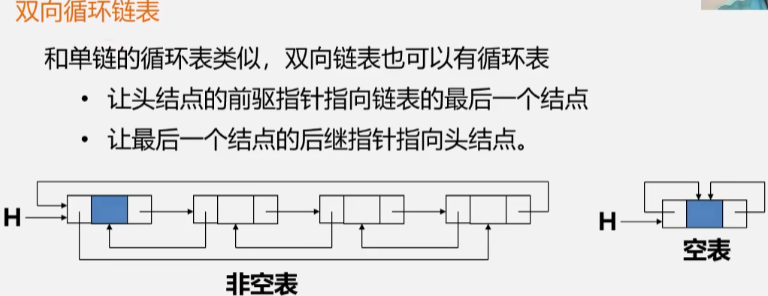 双向循环链表
和单链的循环表类似，双向链表也可以有循环表
• 让头结点的前驱指针指向链表的最后一个结点
• 让最后一个结点的后继指针指向头结点。
H
非空表
H
空表